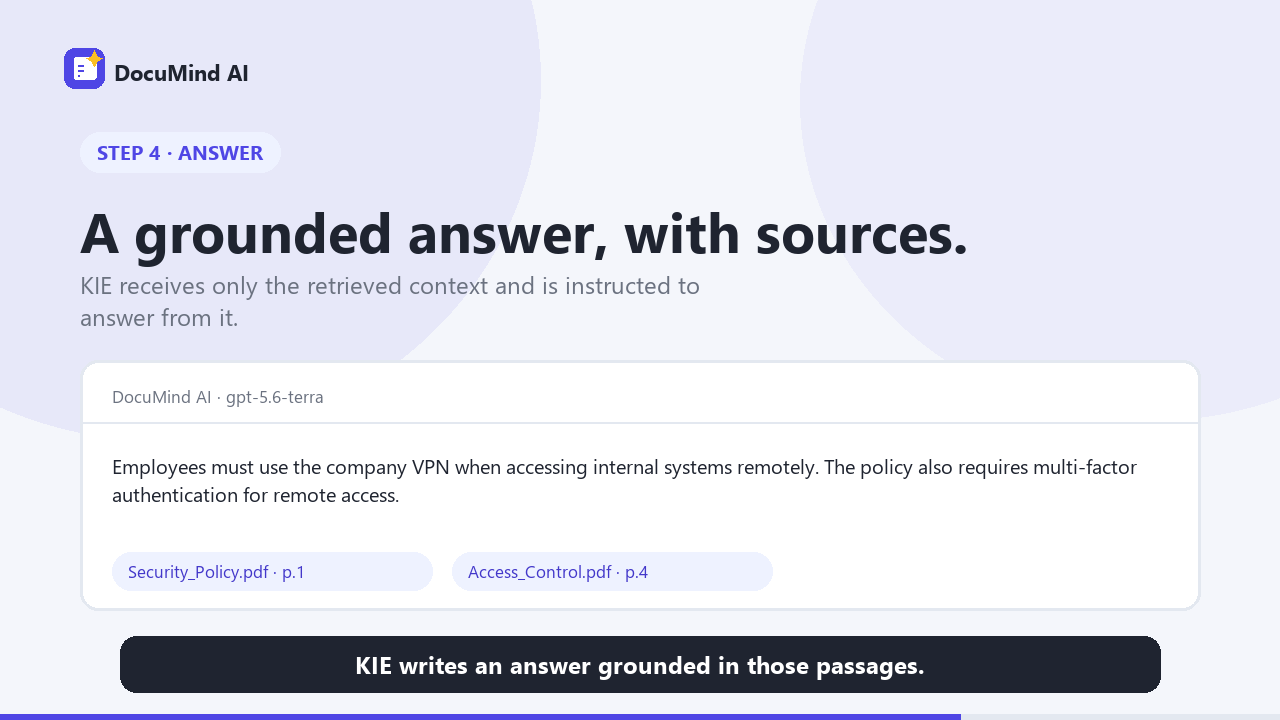 DocuMind AI
STEP 4 · ANSWER
A grounded answer, with sources.
KIE receives only the retrieved context and is instructed to
answer from it.
DocuMind AI · gpt-5.6-terra
Employees must use the company VPN when accessing internal systems remotely. The policy also requires multi-factor
authentication for remote access.
Security_Policy.pdf · p.1
Access_Control.pdf · p.4
KIE writes an answer grounded in those passages.